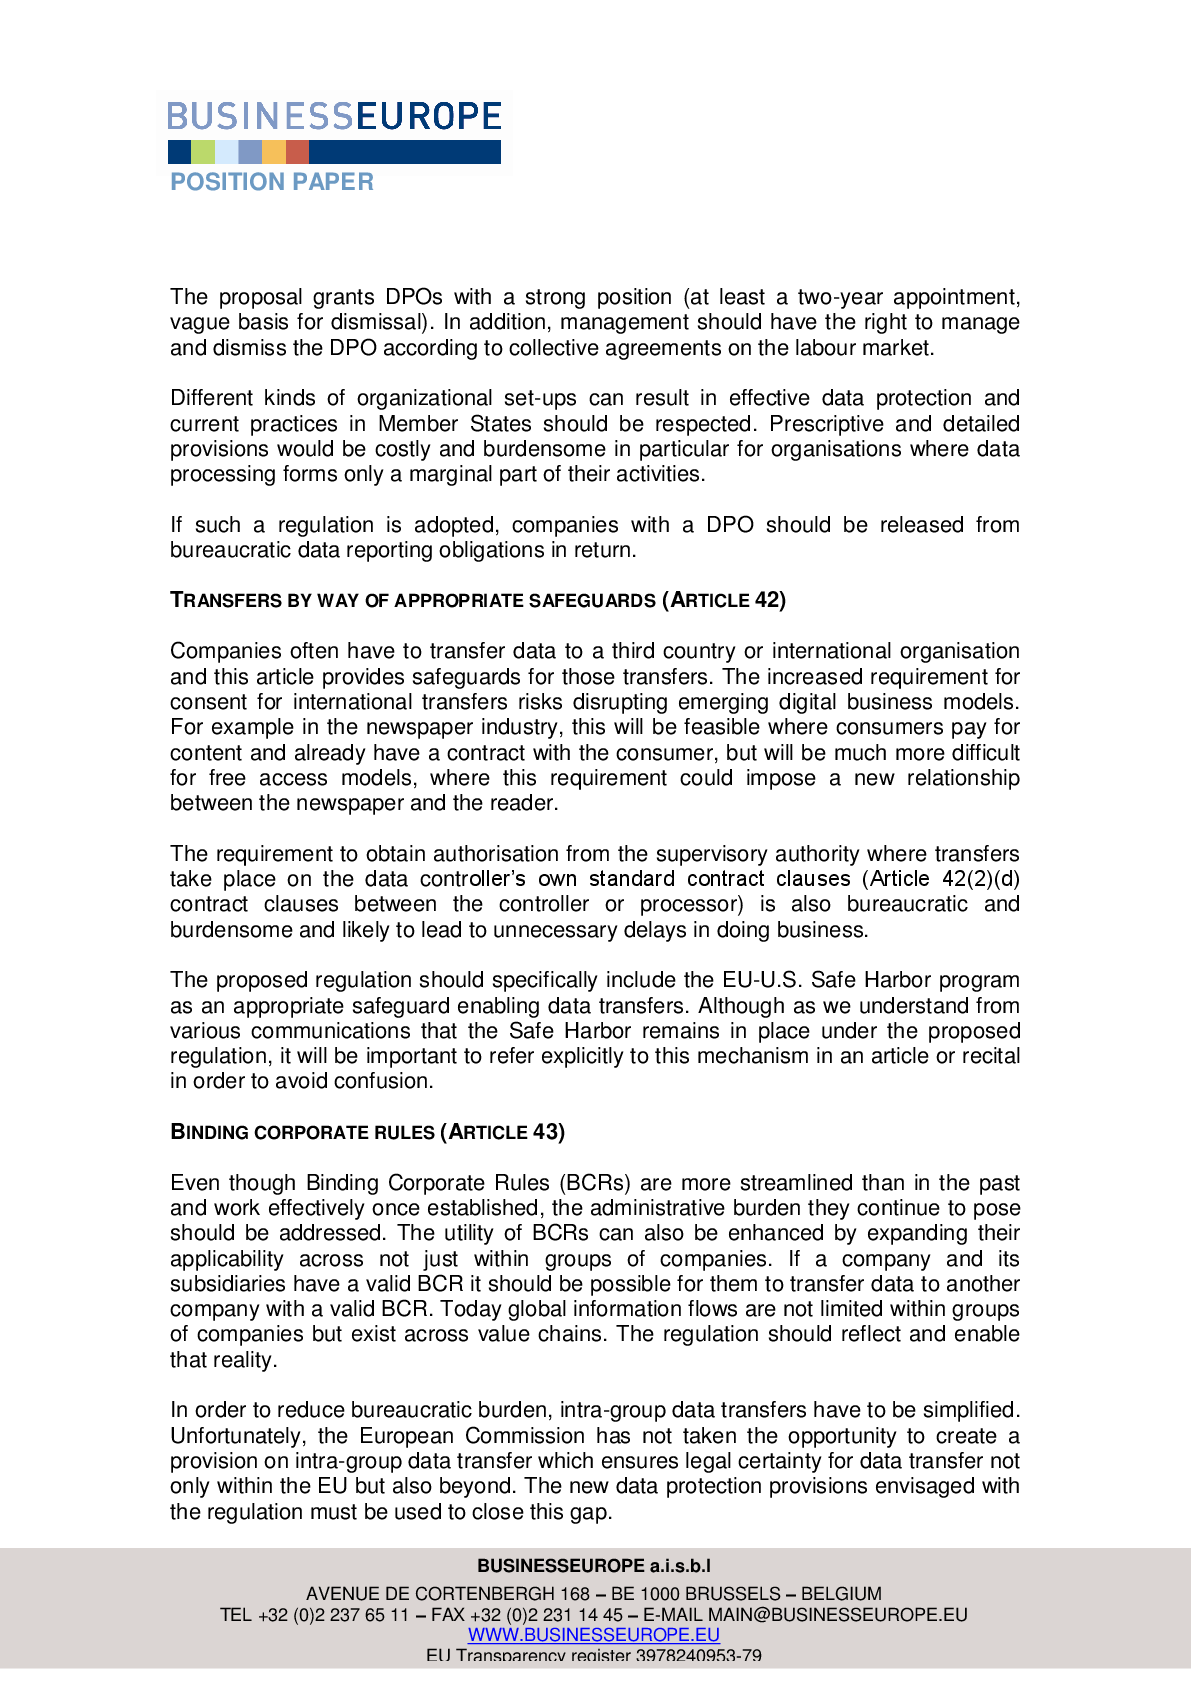 BUSINESSEUROPE
POSITION PAPER
The proposal grants DPOs with a strong position (at least a two-year appointment,
vague basis for dismissal). In addition, management should have the right to manage
and dismiss the DPO according to collective agreements on the labour market.
Different kinds of organizational set-ups can result in effective data protection and
current practices in Member States should be respected. Prescriptive and detailed
provisions would be costly and burdensome in particular for organisations where data
processing forms only a marginal part of their activities.
If such a regulation is adopted, companies with a DPO should be released from
bureaucratic data reporting obligations in return.
TRANSFERS BY WAY OF APPROPRIATE SAFEGUARDS (ARTICLE 42)
Companies often have to transfer data to a third country or international organisation
and this article provides safeguards for those transfers. The increased requirement for
consent for international transfers risks disrupting emerging digital business models.
For example in the newspaper industry, this will be feasible where consumers pay for
content and already have a contract with the consumer, but will be much more difficult
for free access models, where this requirement could impose a new relationship
between the newspaper and the reader.
The requirement to obtain authorisation from the supervisory authority where transfers
take place on the data controller’s own standard contract clauses (Article 42(2)(d)
contract clauses between the controller or processor) is also bureaucratic and
burdensome and likely to lead to unnecessary delays in doing business.
The proposed regulation should specifically include the EU-U.S. Safe Harbor program
as an appropriate safeguard enabling data transfers. Although as we understand from
various communications that the Safe Harbor remains in place under the proposed
regulation, it will be important to refer explicitly to this mechanism in an article or recital
in order to avoid confusion.
BINDING CORPORATE RULES (ARTICLE 43)
Even though Binding Corporate Rules (BCRs) are more streamlined than in the past
and work effectively once established, the administrative burden they continue to pose
should be addressed. The utility of BCRs can also be enhanced by expanding their
applicability across not just within groups of companies. If a company and its
subsidiaries have a valid BCR it should be possible for them to transfer data to another
company with a valid BCR. Today global information flows are not limited within groups
of companies but exist across value chains. The regulation should reflect and enable
that reality.
In order to reduce bureaucratic burden, intra-group data transfers have to be simplified.
Unfortunately, the European Commission has not taken the opportunity to create a
provision on intra-group data transfer which ensures legal certainty for data transfer not
only within the EU but also beyond. The new data protection provisions envisaged with
the regulation must be used to close this gap.
BUSINESSEUROPE a.i.s.b.l
AVENUE DE CORTENBERGH 168 – BE 1000 BRUSSELS – BELGIUM
TEL +32 (0)2 237 65 11 – FAX +32 (0)2 231 14 45 – E-MAIL MAIN@BUSINESSEUROPE.EU
WWW.BUSINESSEUROPE.EU
EU Transparency register 3978240953-79